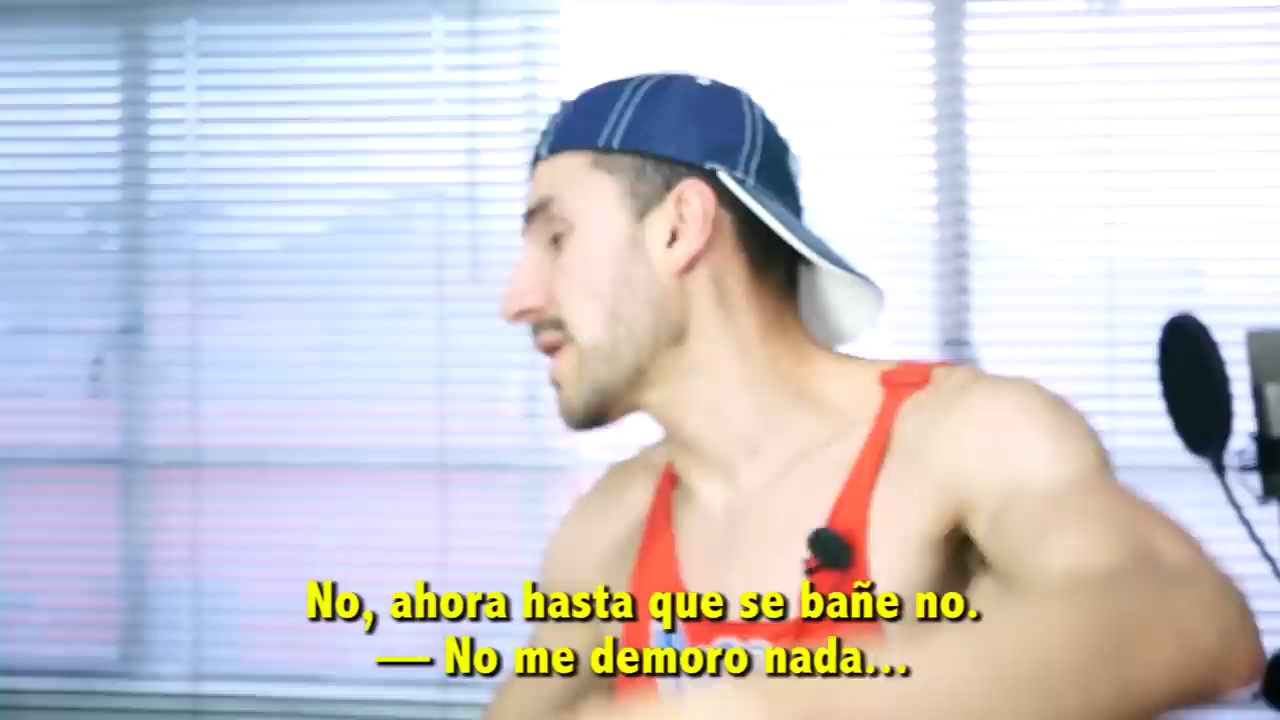 No, ahora hasta que se bañe no.
— No me demoro nada...